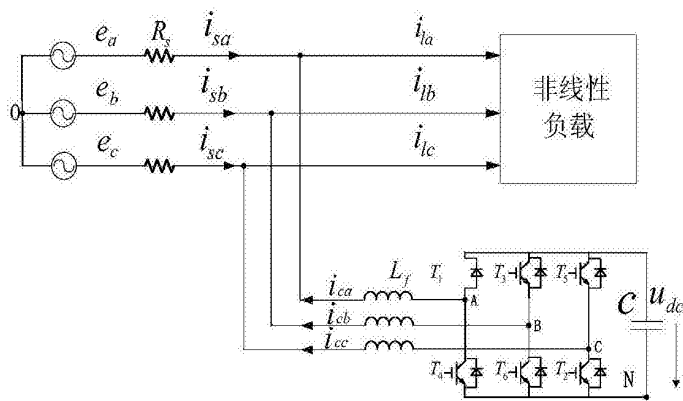 e_a R_s i_sa i_la
0 e_b i_sb i_lb
e_c i_sc i_lc
非线性
负载
L_f T_1 T_3 T_5
i_ca A C u_dc
i_cb B
i_cc C
T_4 T_6 T_2 N